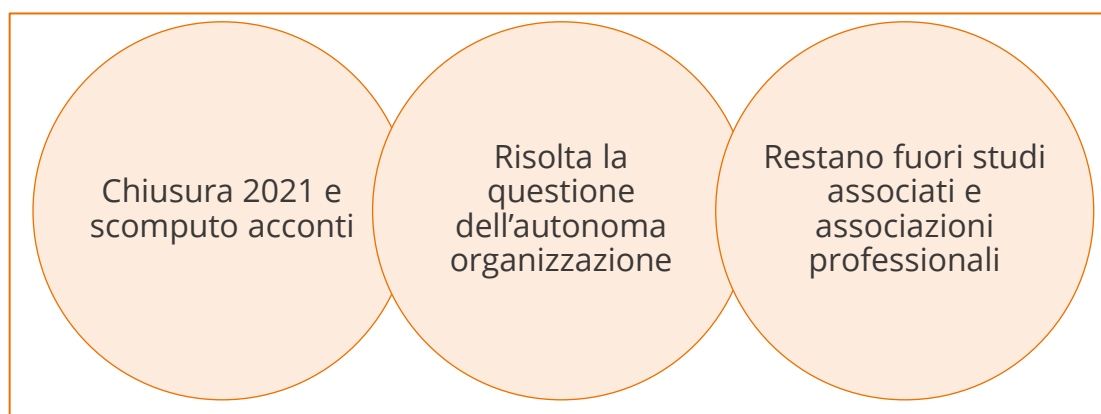 Chiusura 2021 e
scomputo acconti
Risolta la
questione
dell’autonoma
organizzazione
Restano fuori studi
associati e
associazioni
professionali